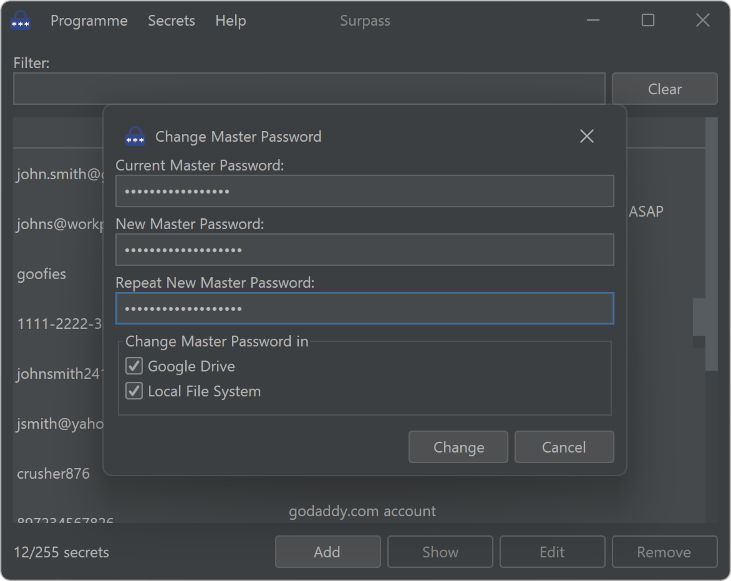 Programme Secrets Help Surpass
Filter:
Clear
Change Master Password
Current Master Password:
•••••••••••••••••
New Master Password:
•••••••••••••••••••
Repeat New Master Password:
•••••••••••••••••••
Change Master Password in
Google Drive
Local File System
Change Cancel
john.smith@
johns@workp
ASAP
goofies
1111-2222-3
johnsmith241
jsmith@yaho
crusher876
897234567826
godaddy.com account
12/255 secrets
Add Show Edit Remove